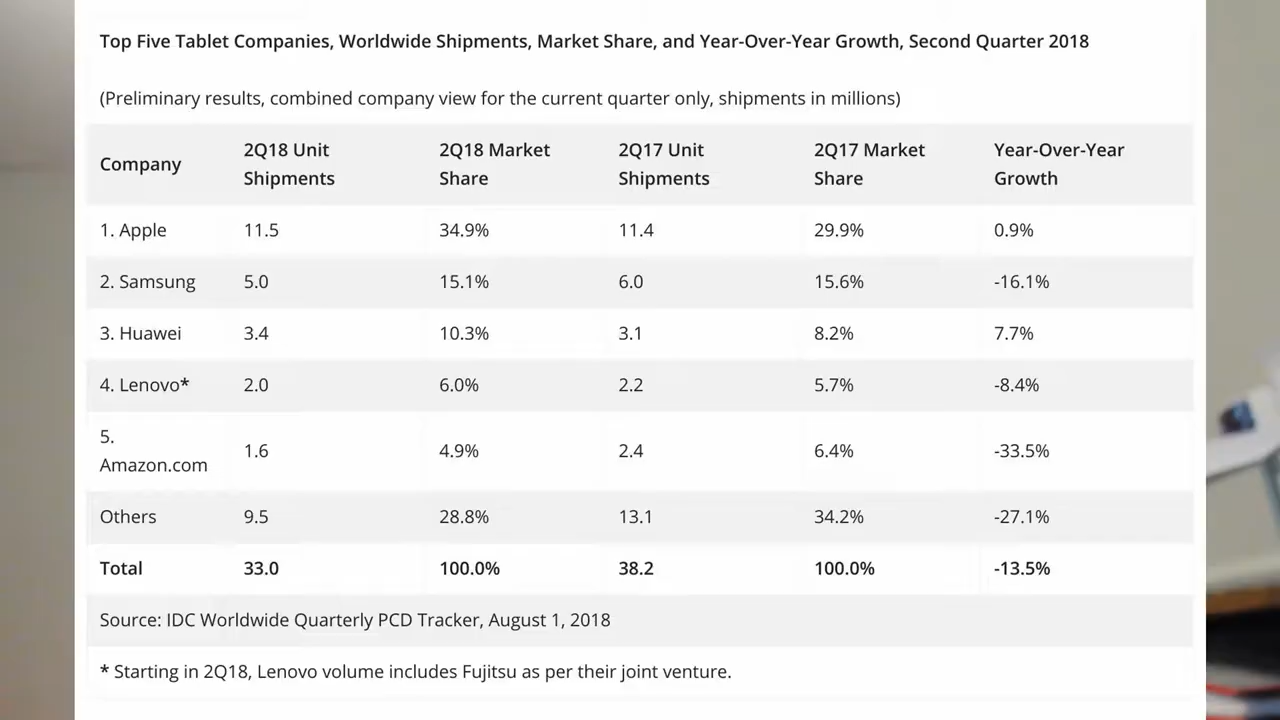 Top Five Tablet Companies, Worldwide Shipments, Market Share, and Year-Over-Year Growth, Second Quarter 2018
(Preliminary results, combined company view for the current quarter only, shipments in millions)
Company 2Q18 Unit Shipments 2Q18 Market Share 2Q17 Unit Shipments 2Q17 Market Share Year-Over-Year Growth
1. Apple 11.5 34.9% 11.4 29.9% 0.9%
2. Samsung 5.0 15.1% 6.0 15.6% -16.1%
3. Huawei 3.4 10.3% 3.1 8.2% 7.7%
4. Lenovo* 2.0 6.0% 2.2 5.7% -8.4%
5. Amazon.com 1.6 4.9% 2.4 6.4% -33.5%
Others 9.5 28.8% 13.1 34.2% -27.1%
Total 33.0 100.0% 38.2 100.0% -13.5%
Source: IDC Worldwide Quarterly PCD Tracker, August 1, 2018
* Starting in 2Q18, Lenovo volume includes Fujitsu as per their joint venture.